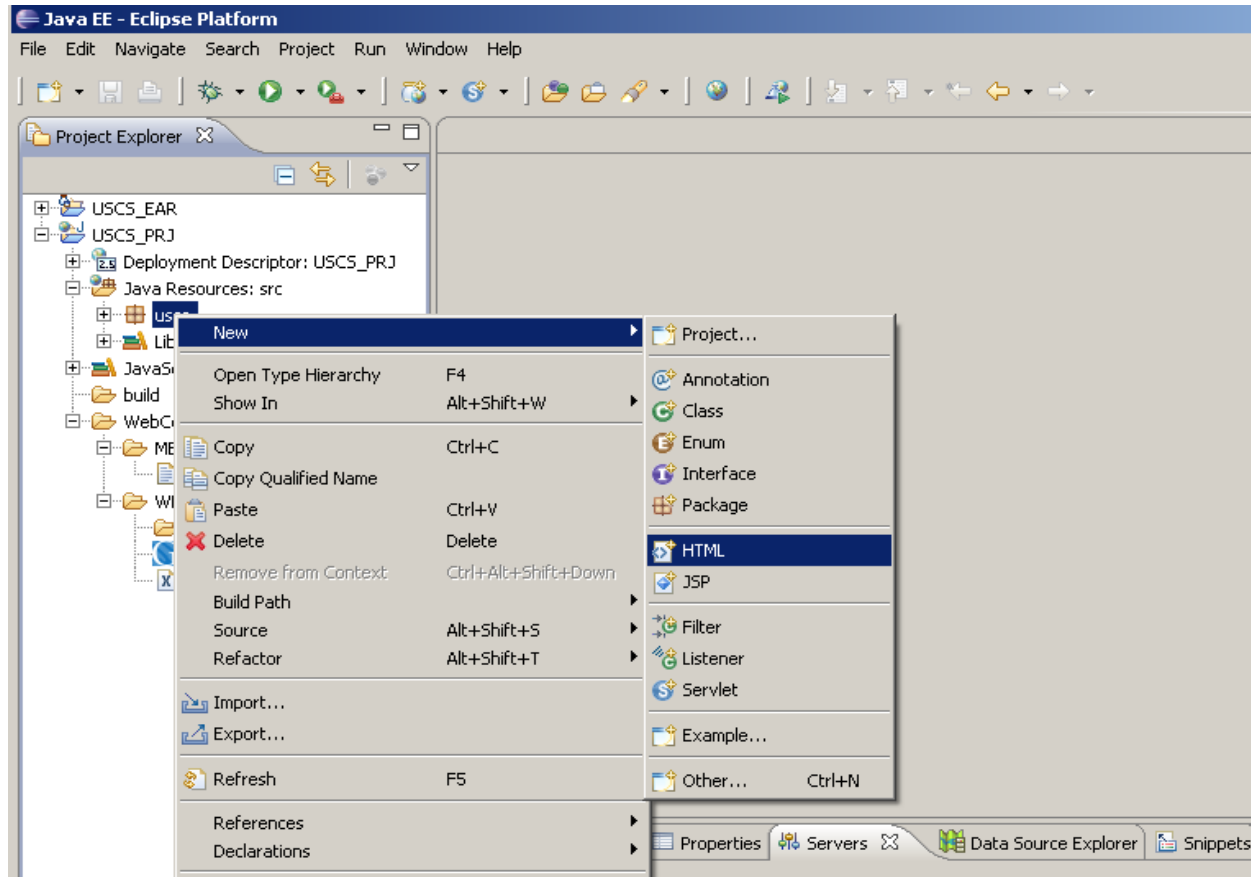 Java EE - Eclipse Platform
File Edit Navigate Search Project Run Window Help
Project Explorer
USCS_EAR
USCS_PRJ
Deployment Descriptor: USCS_PRJ
Java Resources: src
build
New
Open Type Hierarchy F4
Show In Alt+Shift+W
Copy Ctrl+C
Copy Qualified Name
Paste Ctrl+V
Delete Delete
Remove from Context Ctrl+Alt+Shift+Down
Build Path
Source Alt+Shift+S
Refactor Alt+Shift+T
Import...
Export...
Refresh F5
References
Declarations
Project...
Annotation
Class
Enum
Interface
Package
HTML
JSP
Filter
Listener
Servlet
Example...
Other... Ctrl+N
Properties Servers Data Source Explorer Snippets